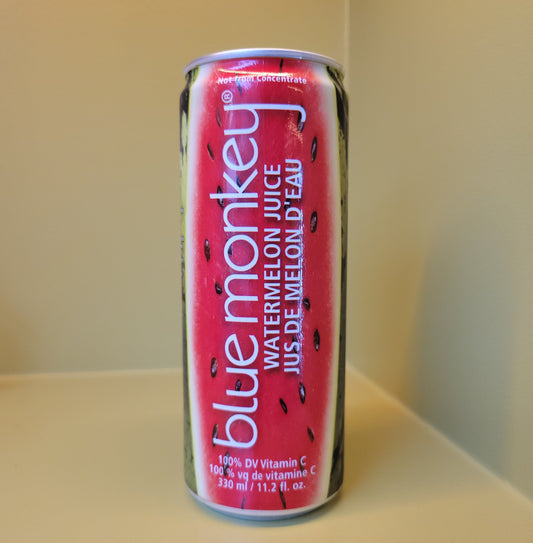 Not from Concentrate
blue monkey®
WATERMELON JUICE
JUS DE MELON D'EAU
100% DV Vitamin C
100 % vq de vitamine C
330 ml / 11.2 fl. oz.